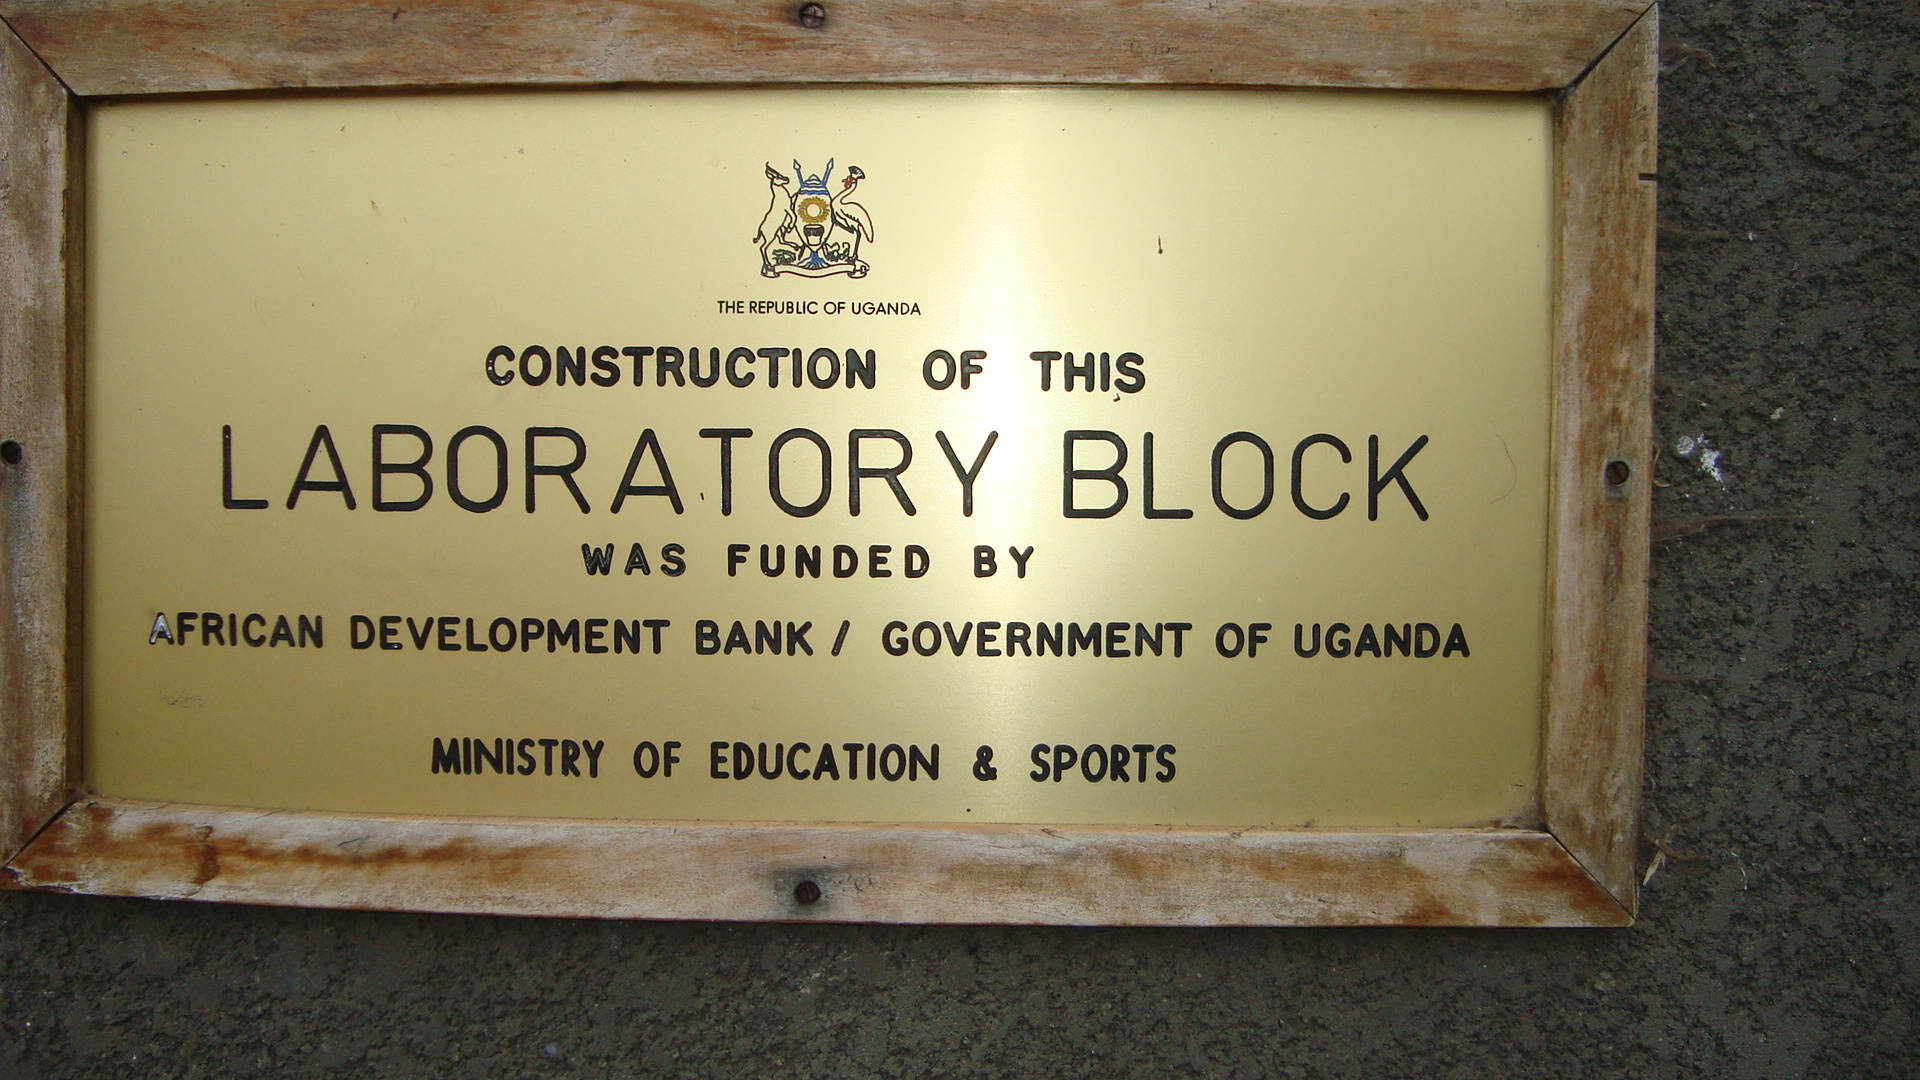 THE REPUBLIC OF UGANDA
CONSTRUCTION OF THIS
LABORATORY BLOCK
WAS FUNDED BY
AFRICAN DEVELOPMENT BANK / GOVERNMENT OF UGANDA
MINISTRY OF EDUCATION & SPORTS